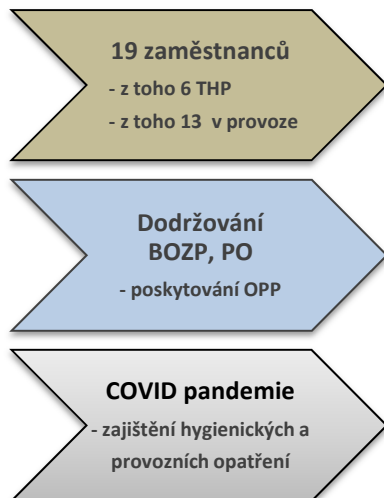 19 zaměstnanců
- z toho 6 THP
- z toho 13 v provoze
Dodržování
BOZP, PO
- poskytování OPP
COVID pandemie
- zajištění hygienických a
provozních opatření